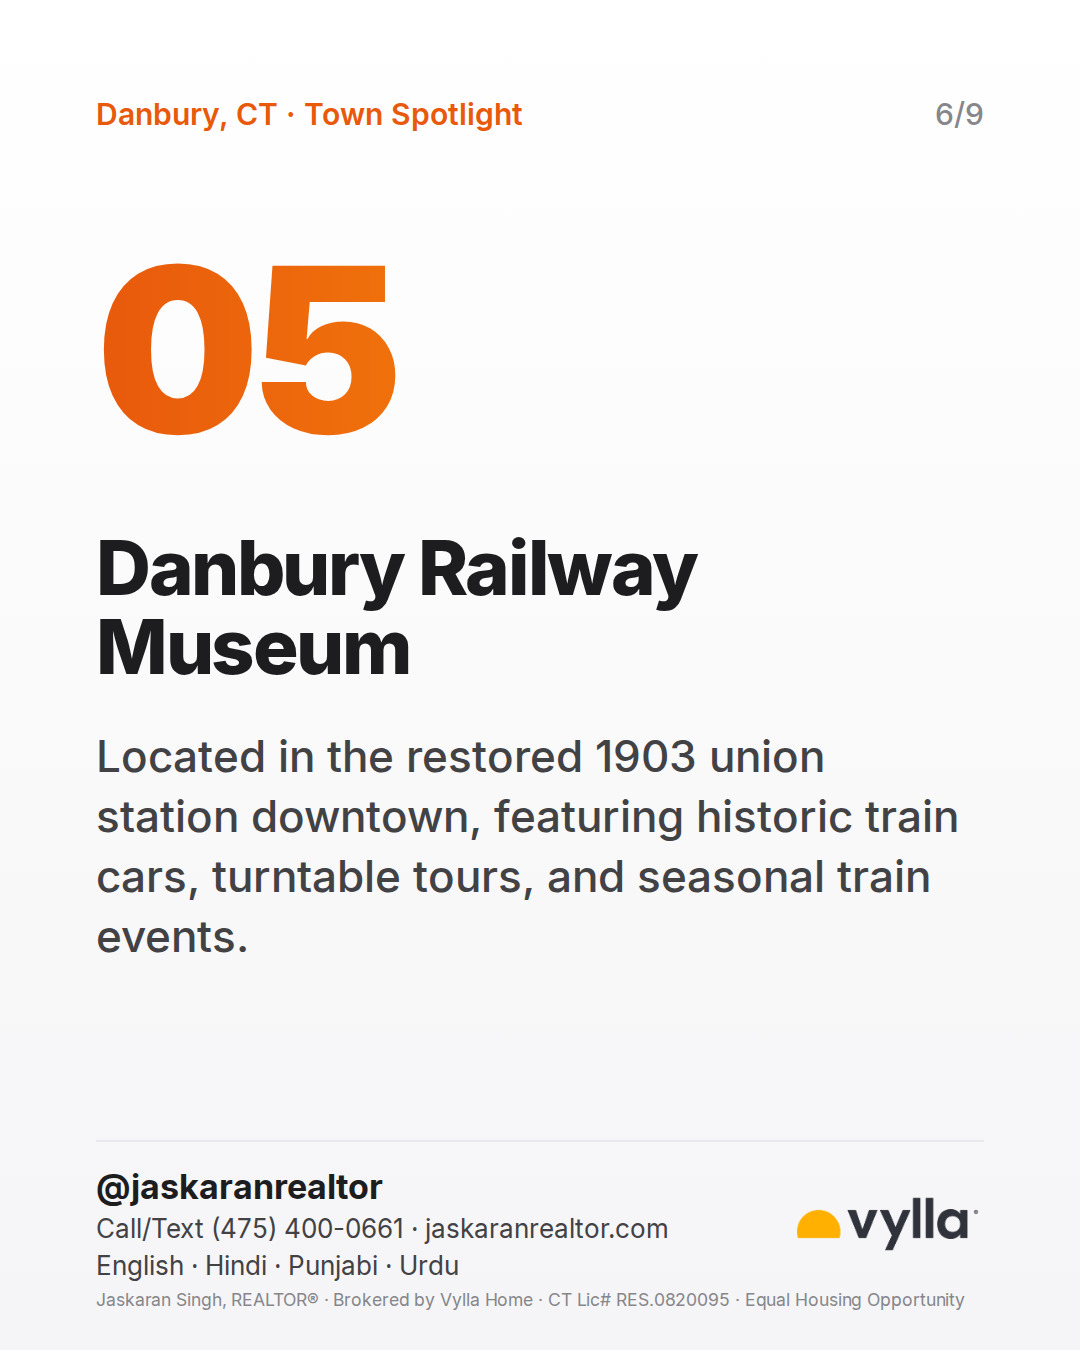 Danbury, CT · Town Spotlight
6/9
05
Danbury Railway
Museum
Located in the restored 1903 union
station downtown, featuring historic train
cars, turntable tours, and seasonal train
events.
@jaskaranrealtor
Call/Text (475) 400-0661 · jaskaranrealtor.com
English · Hindi · Punjabi · Urdu
vylla
Jaskaran Singh, REALTOR® · Brokered by Vylla Home · CT Lic# RES.0820095 · Equal Housing Opportunity